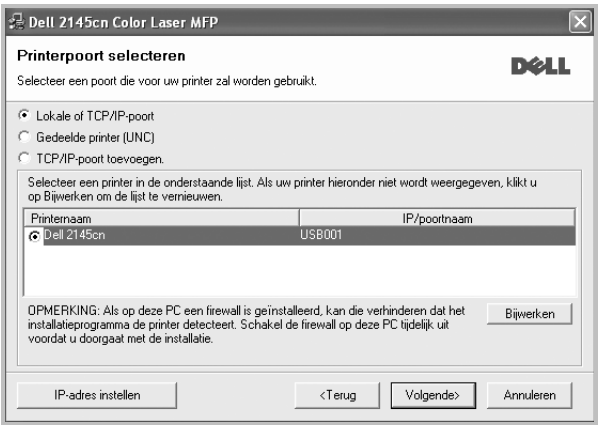 Dell 2145cn Color Laser MFP
Printerpoort selecteren
Selecteer een poort die voor uw printer zal worden gebruikt.
DELL
Lokale of TCP/IP-poort
Gedeelde printer (UNC)
TCP/IP-poort toevoegen.
Selecteer een printer in de onderstaande lijst. Als uw printer hieronder niet wordt weergegeven, klikt u
op Bijwerken om de lijst te vernieuwen.
Printernaam IP/poortnaam
Dell 2145cn USB001
OPMERKING: Als op deze PC een firewall is geïnstalleerd, kan die verhinderen dat het
installatieprogramma de printer detecteert. Schakel de firewall op deze PC tijdelijk uit
voordat u doorgaat met de installatie.
Bijwerken
IP-adres instellen <Terug Volgende> Annuleren